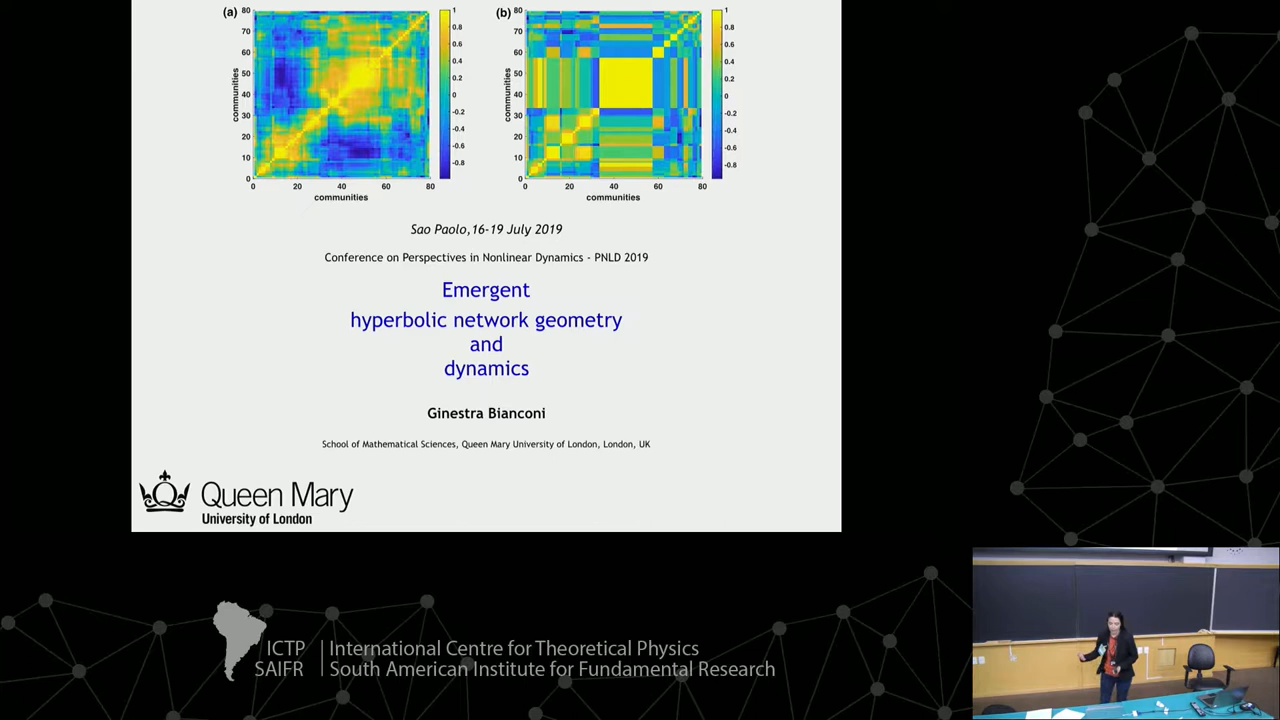 (a)
80
70
60
50
40
30
20
10
0
communities
0 20 40 60 80
communities
1
0.8
0.6
0.4
0.2
0
-0.2
-0.4
-0.6
-0.8
(b)
80
70
60
50
40
30
20
10
0
communities
0 20 40 60 80
communities
1
0.8
0.6
0.4
0.2
0
-0.2
-0.4
-0.6
-0.8
Sao Paolo,16-19 July 2019
Conference on Perspectives in Nonlinear Dynamics - PNLD 2019
Emergent
hyperbolic network geometry
and
dynamics
Ginestra Bianconi
School of Mathematical Sciences, Queen Mary University of London, London, UK
Queen Mary
University of London
ICTP International Centre for Theoretical Physics
SAIFR South American Institute for Fundamental Research